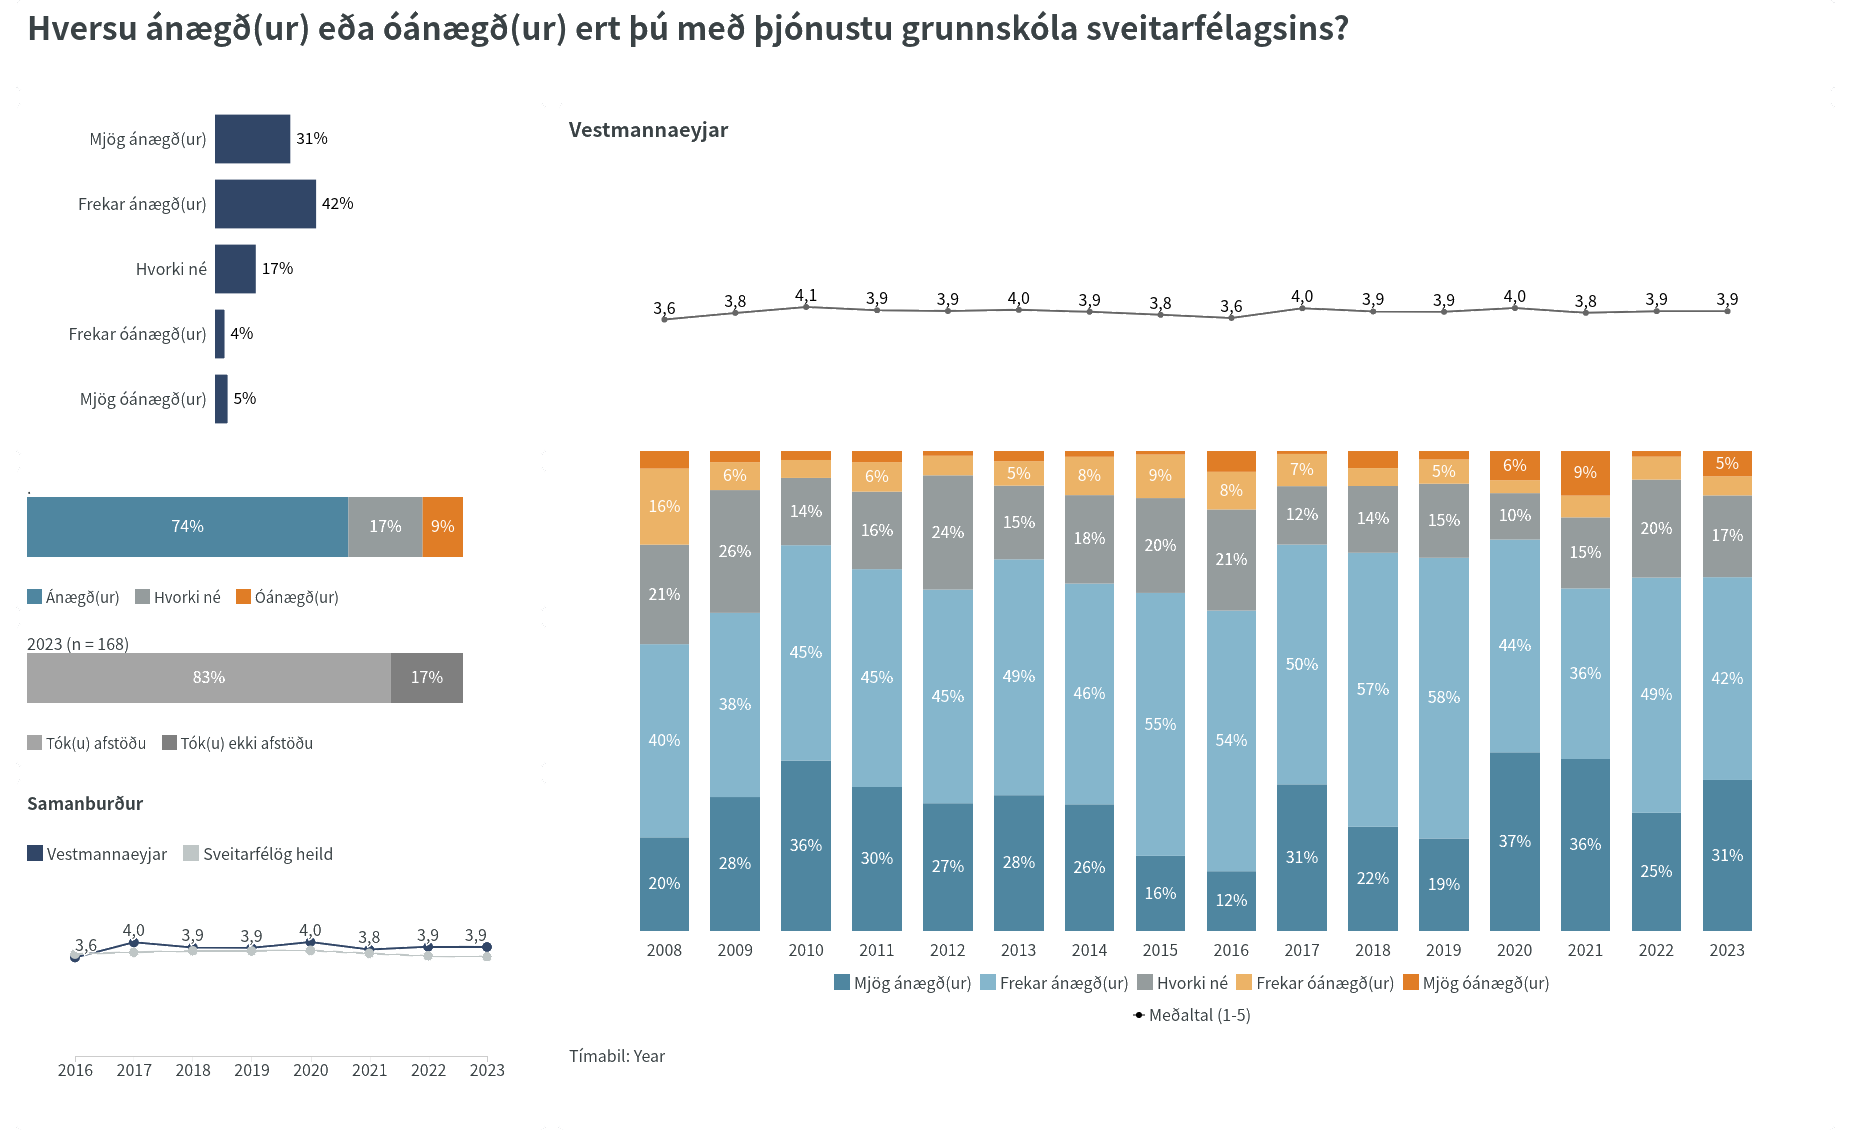 Hversu ánægð(ur) eða óánægð(ur) ert þú með þjónustu grunnskóla sveitarfélagsins?
Mjög ánægð(ur) 31%
Frekar ánægð(ur) 42%
Hvorki né 17%
Frekar óánægð(ur) 4%
Mjög óánægð(ur) 5%
.
74% 17% 9%
Ánægð(ur) Hvorki né Óánægð(ur)
2023 (n = 168)
83% 17%
Tók(u) afstöðu Tók(u) ekki afstöðu
Samanburður
Vestmannaeyjar Sveitarfélög heild
3,6 4,0 3,9 3,9 4,0 3,8 3,9 3,9
2016 2017 2018 2019 2020 2021 2022 2023
Vestmannaeyjar
3,6 3,8 4,1 3,9 3,9 4,0 3,9 3,8 3,6 4,0 3,9 3,9 4,0 3,8 3,9 3,9
6% 9% 5%
16% 6% 6% 5% 8% 9% 8% 7% 5%
21% 26% 14% 16% 24% 15% 18% 20% 21% 12% 14% 15% 10% 15% 20% 17%
40% 38% 45% 45% 45% 49% 46% 55% 54% 50% 57% 58% 44% 36% 49% 42%
20% 28% 36% 30% 27% 28% 26% 16% 12% 31% 22% 19% 37% 36% 25% 31%
2008 2009 2010 2011 2012 2013 2014 2015 2016 2017 2018 2019 2020 2021 2022 2023
Mjög ánægð(ur) Frekar ánægð(ur) Hvorki né Frekar óánægð(ur) Mjög óánægð(ur)
Meðaltal (1-5)
Tímabil: Year